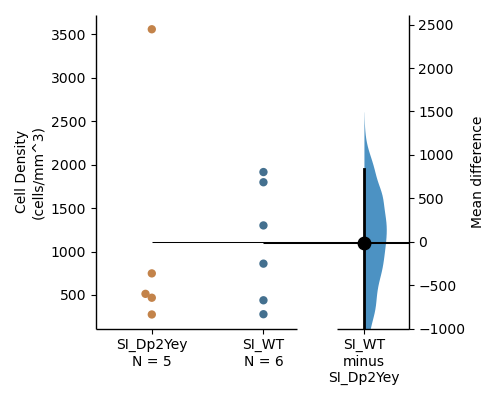 Cell Density
(cells/mm^3)
3500
3000
2500
2000
1500
1000
500
SI_Dp2Yey
N = 5
SI_WT
N = 6
SI_WT
minus
SI_Dp2Yey
2500
2000
1500
1000
500
0
−500
−1000
Mean difference